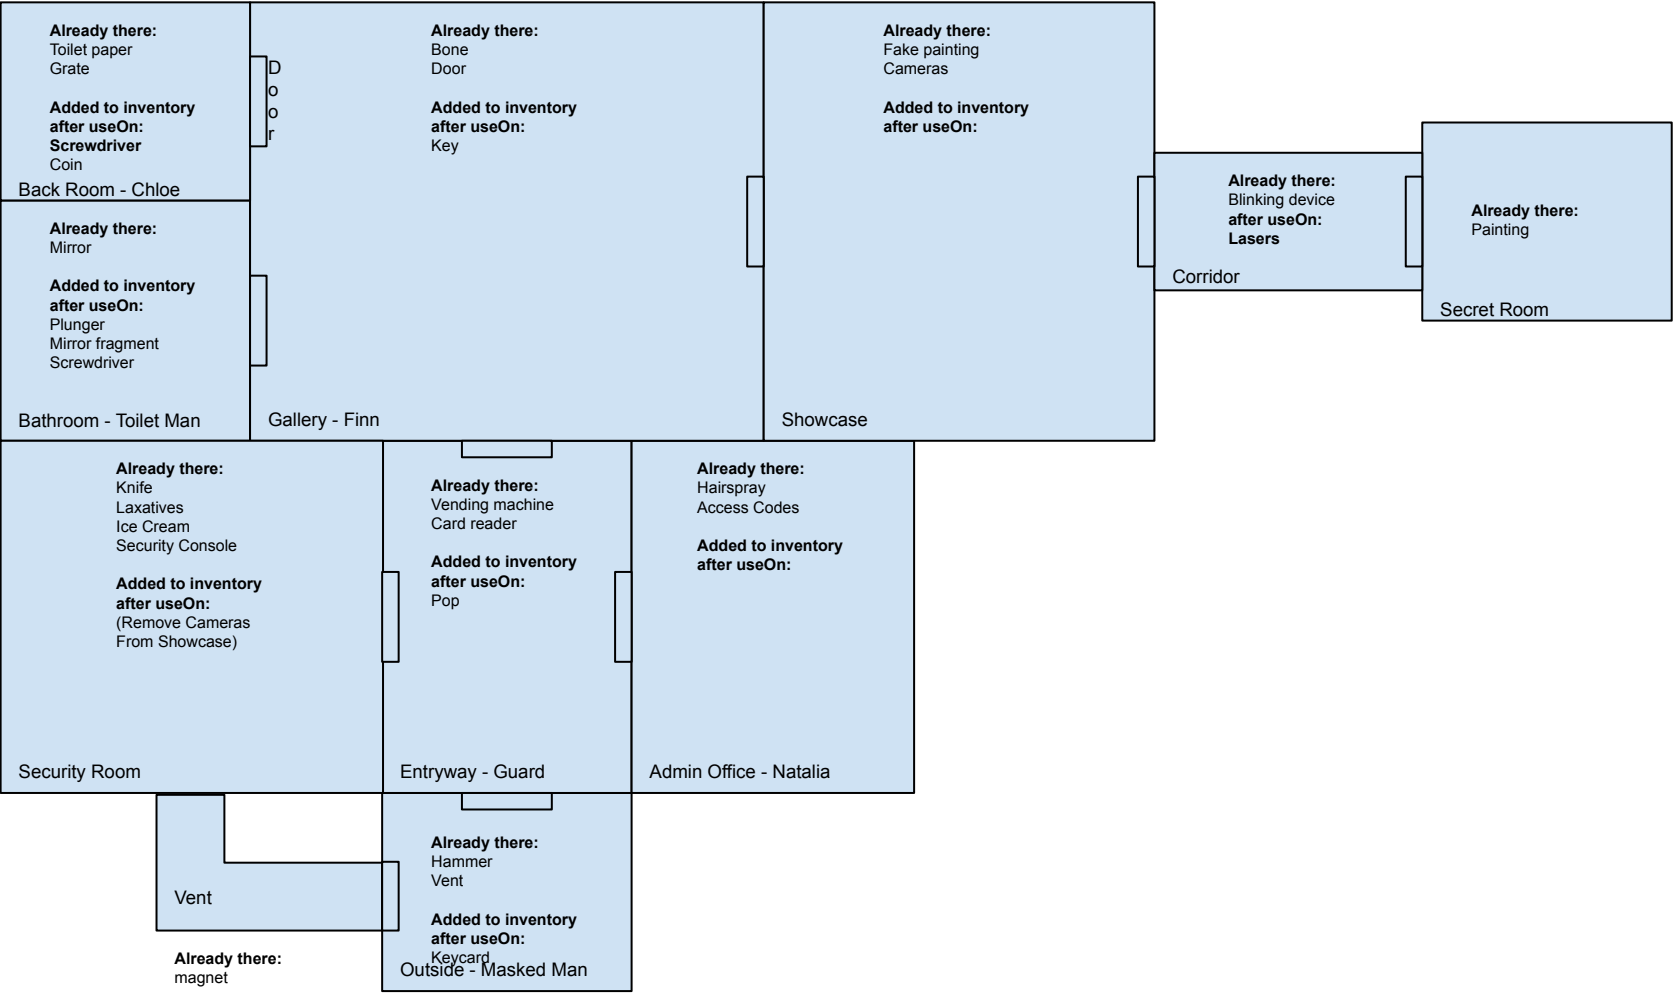 Already there:
Toilet paper
Grate
Added to inventory
after useOn:
Screwdriver
Coin
Back Room - Chloe
D
o
o
r
Already there:
Bone
Door
Added to inventory
after useOn:
Key
Gallery - Finn
Already there:
Fake painting
Cameras
Added to inventory
after useOn:
Showcase
Already there:
Blinking device
after useOn:
Lasers
Corridor
Already there:
Painting
Secret Room
Already there:
Mirror
Added to inventory
after useOn:
Plunger
Mirror fragment
Screwdriver
Bathroom - Toilet Man
Already there:
Knife
Laxatives
Ice Cream
Security Console
Added to inventory
after useOn:
(Remove Cameras
From Showcase)
Security Room
Already there:
Vending machine
Card reader
Added to inventory
after useOn:
Pop
Entryway - Guard
Already there:
Hairspray
Access Codes
Added to inventory
after useOn:
Admin Office - Natalia
Vent
Already there:
magnet
Already there:
Hammer
Vent
Added to inventory
after useOn:
Keycard
Outside - Masked Man